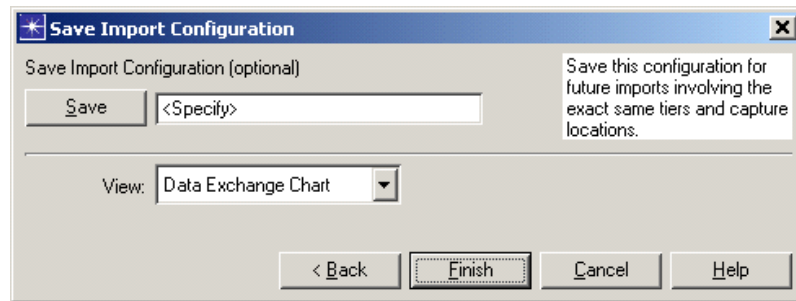 Save Import Configuration
Save Import Configuration (optional)
Save
<Specify>
Save this configuration for
future imports involving the
exact same tiers and capture
locations.
View:
Data Exchange Chart
< Back
Finish
Cancel
Help